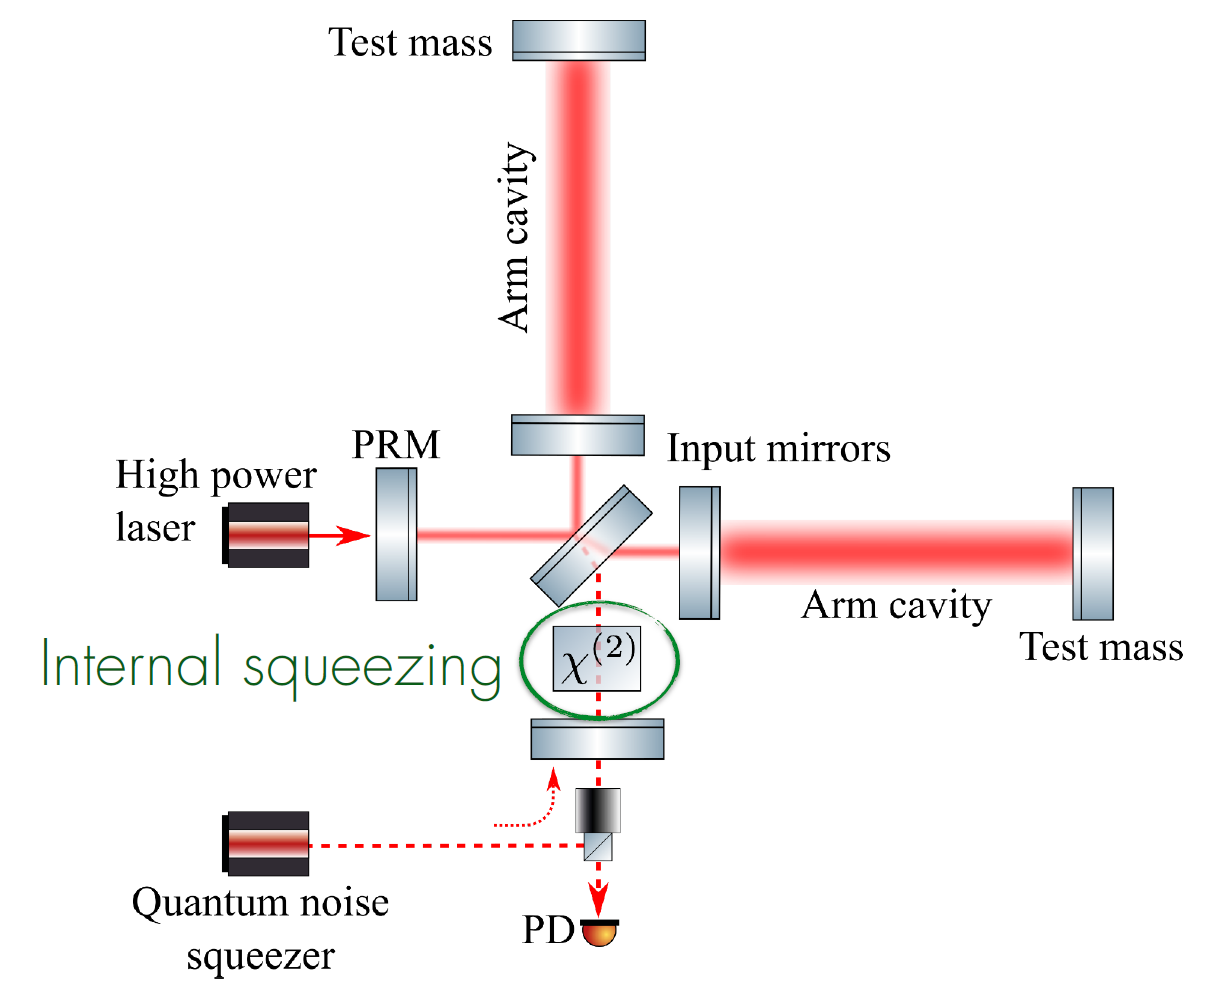 Test mass
Arm cavity
PRM
Input mirrors
High power
laser
Arm cavity
Test mass
Internal squeezing
χ⁽²⁾
Quantum noise
squeezer
PD